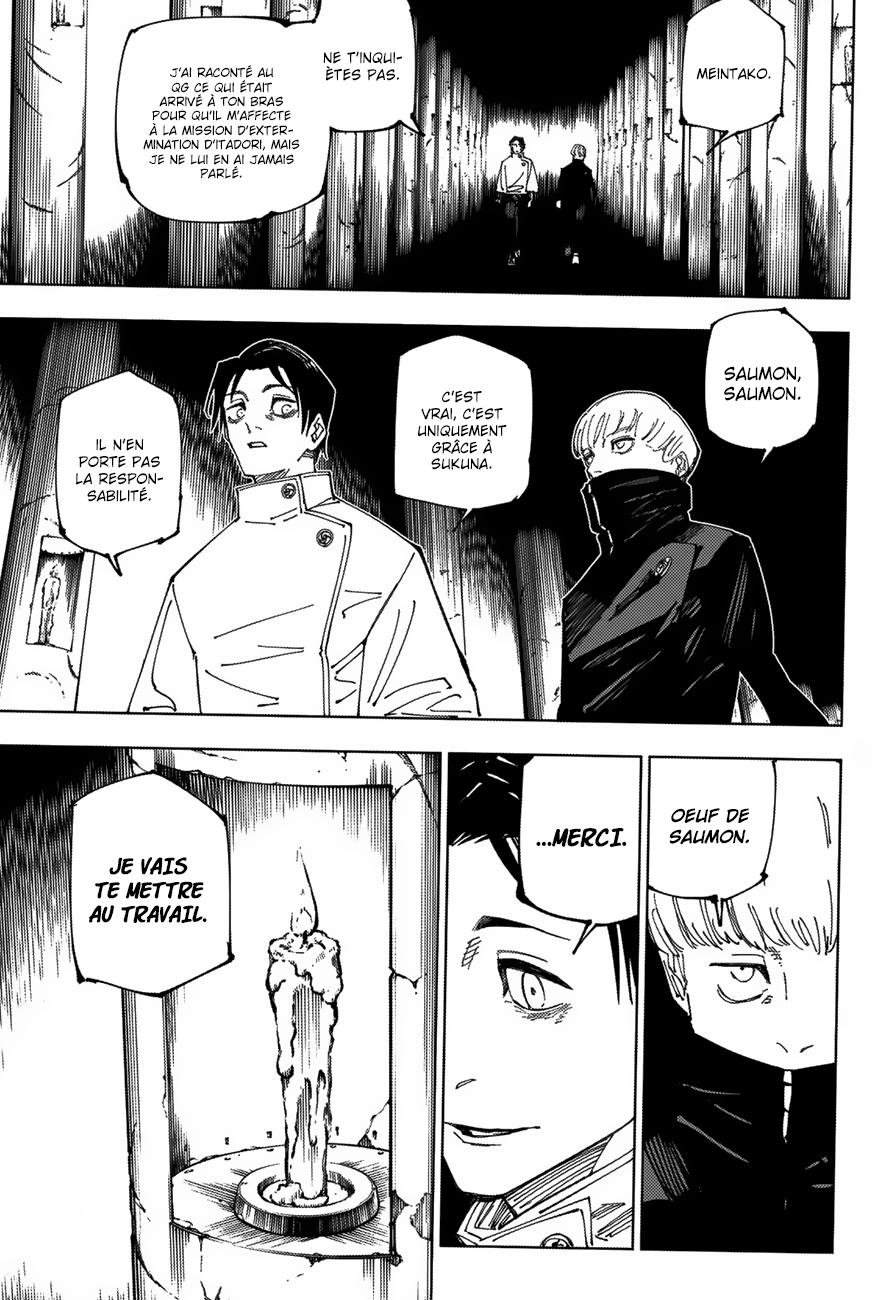 MEINTAKO.
NE T'INQUI-
ÈTES PAS.
J'AI RACONTÉ AU
QG CE QUI ÉTAIT
ARRIVÉ À TON BRAS
POUR QU'IL M'AFFECTE
À LA MISSION D'EXTER-
MINATION D'ITADORI, MAIS
JE NE LUI EN AI JAMAIS
PARLÉ.
SAUMON,
SAUMON.
C'EST
VRAI, C'EST
UNIQUEMENT
GRÂCE À
SUKUNA.
IL N'EN
PORTE PAS
LA RESPON-
SABILITÉ.
OEUF DE
SAUMON.
...MERCI.
JE VAIS
TE METTRE
AU TRAVAIL.